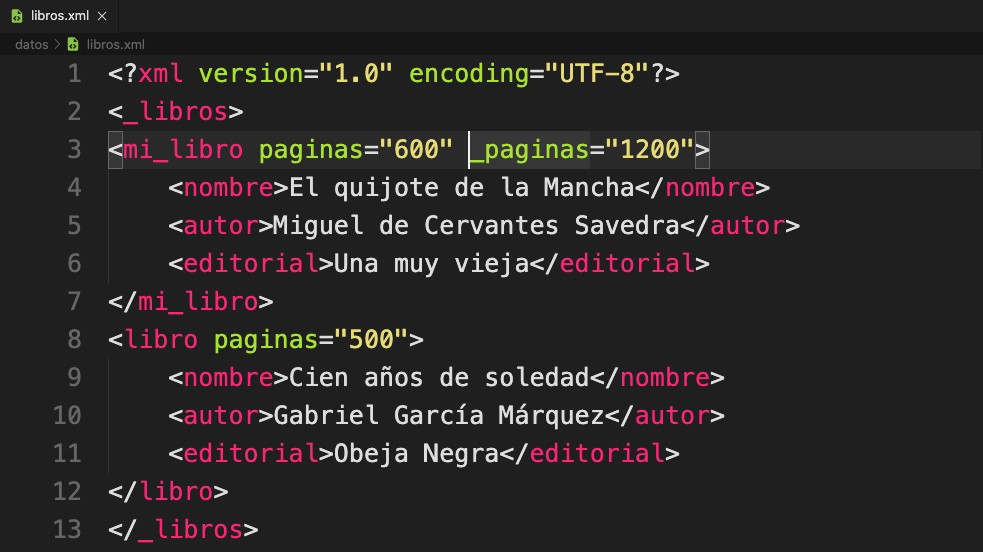 libros.xml ×
datos > libros.xml
1 <?xml version="1.0" encoding="UTF-8"?>
2 <_libros>
3 <mi_libro paginas="600" _paginas="1200">
4     <nombre>El quijote de la Mancha</nombre>
5     <autor>Miguel de Cervantes Savedra</autor>
6     <editorial>Una muy vieja</editorial>
7 </mi_libro>
8 <libro paginas="500">
9     <nombre>Cien años de soledad</nombre>
10     <autor>Gabriel García Márquez</autor>
11     <editorial>Obeja Negra</editorial>
12 </libro>
13 </_libros>